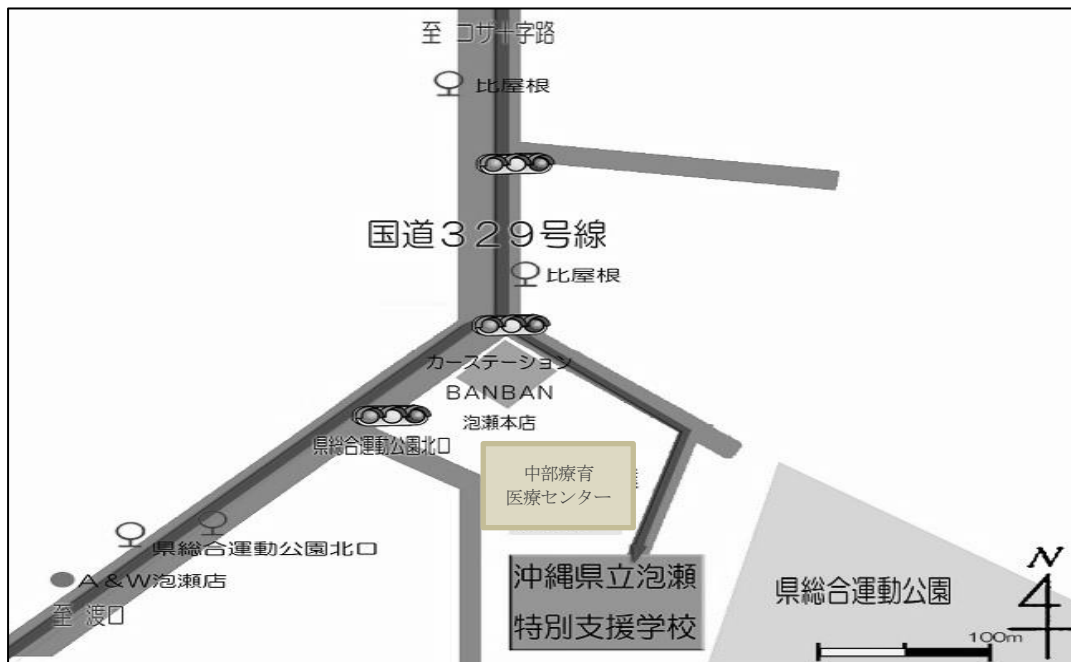 至 コザ十字路
比屋根
国道３２９号線
比屋根
カーステーション
BANBAN
泡瀬本店
県総合運動公園北口
中部療育
医療センター
県総合運動公園北口
A＆W泡瀬店
至 渡口
沖縄県立泡瀬
特別支援学校
県総合運動公園
N
100m